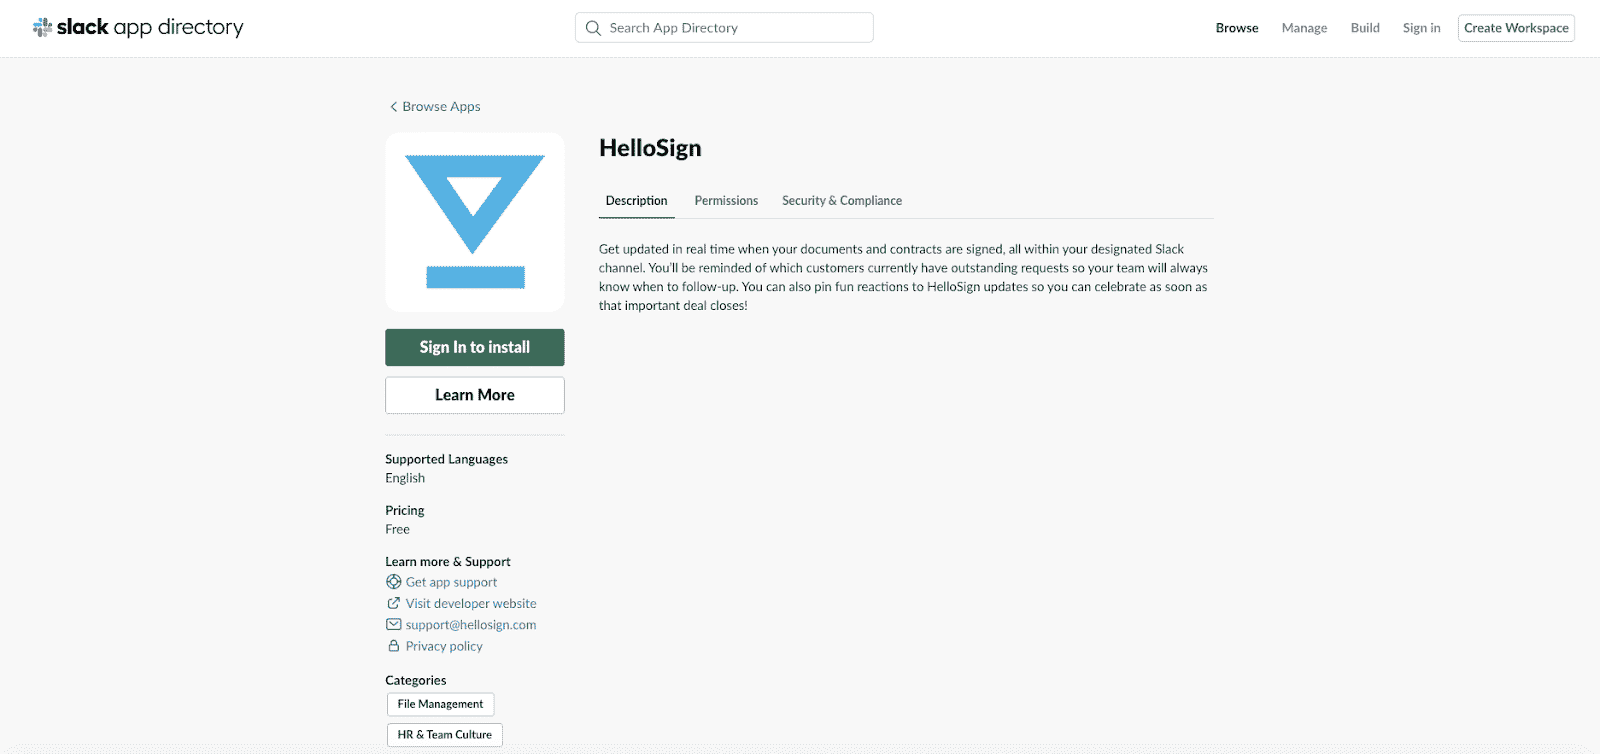 slack app directory
Search App Directory
Browse
Manage
Build
Sign in
Create Workspace
Browse Apps
HelloSign
Description
Permissions
Security & Compliance
Get updated in real time when your documents and contracts are signed, all within your designated Slack
channel. You'll be reminded of which customers currently have outstanding requests so your team will always
know when to follow-up. You can also pin fun reactions to HelloSign updates so you can celebrate as soon as
that important deal closes!
Sign In to install
Learn More
Supported Languages
English
Pricing
Free
Learn more & Support
Get app support
Visit developer website
support@hellosign.com
Privacy policy
Categories
File Management
HR & Team Culture